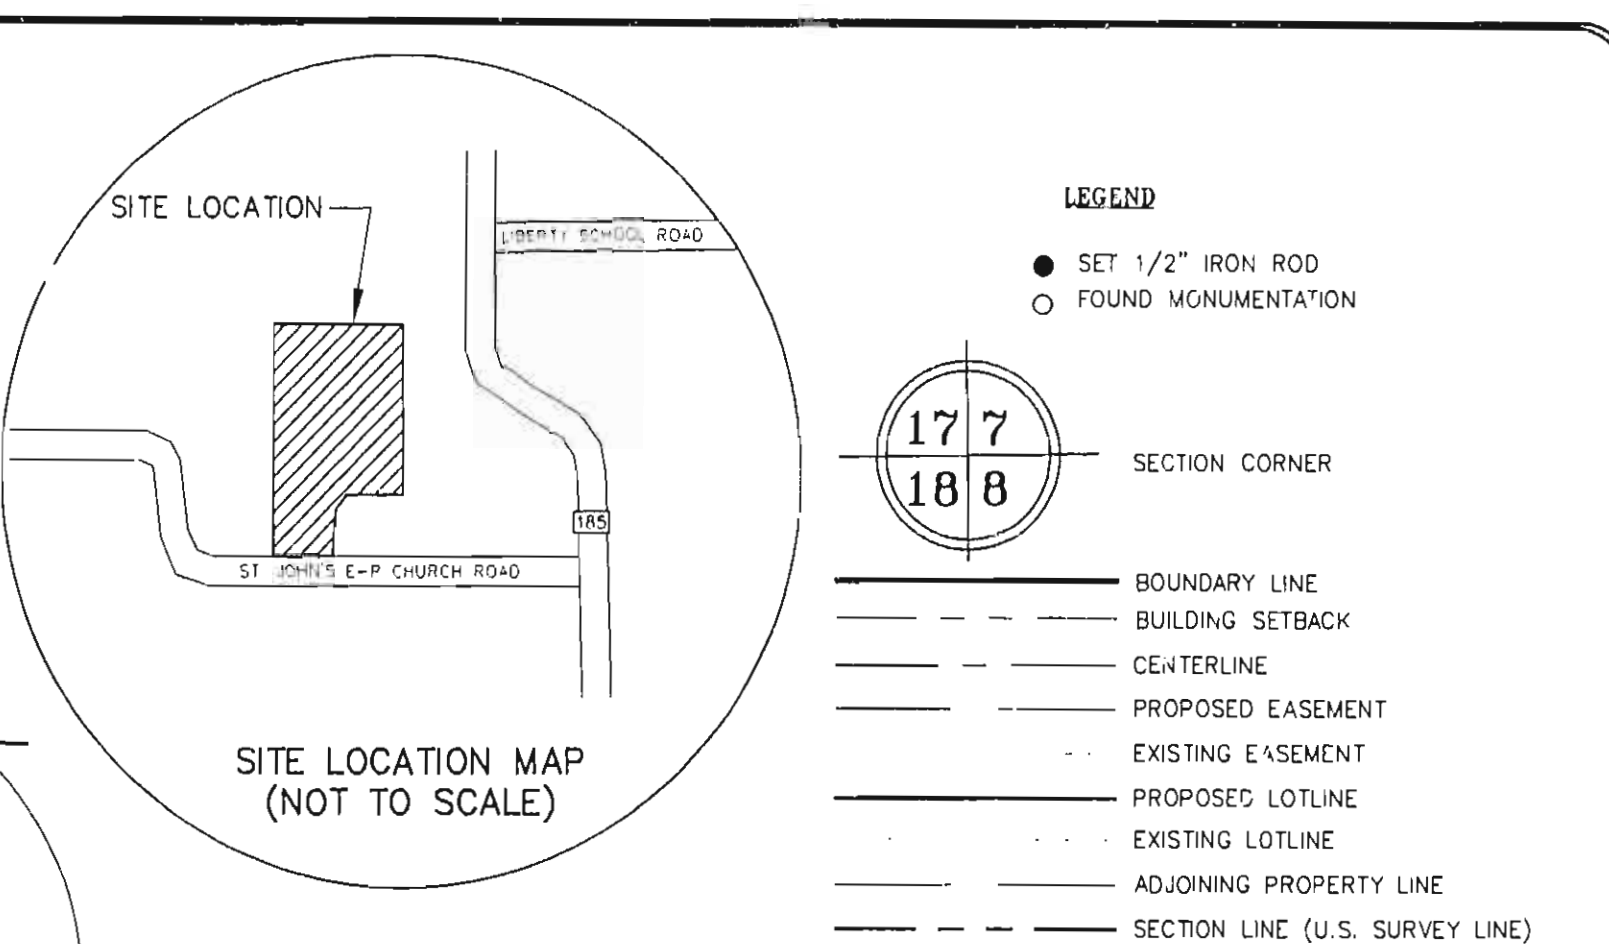 SITE LOCATION
LIBERTY SCHOOL ROAD
185
ST JOHN'S E-P CHURCH ROAD
SITE LOCATION MAP
(NOT TO SCALE)
LEGEND
SET 1/2" IRON ROD
FOUND MONUMENTATION
17 7
18 8
SECTION CORNER
BOUNDARY LINE
BUILDING SETBACK
CENTERLINE
PROPOSED EASEMENT
EXISTING EASEMENT
PROPOSED LOTLINE
EXISTING LOTLINE
ADJOINING PROPERTY LINE
SECTION LINE (U.S. SURVEY LINE)